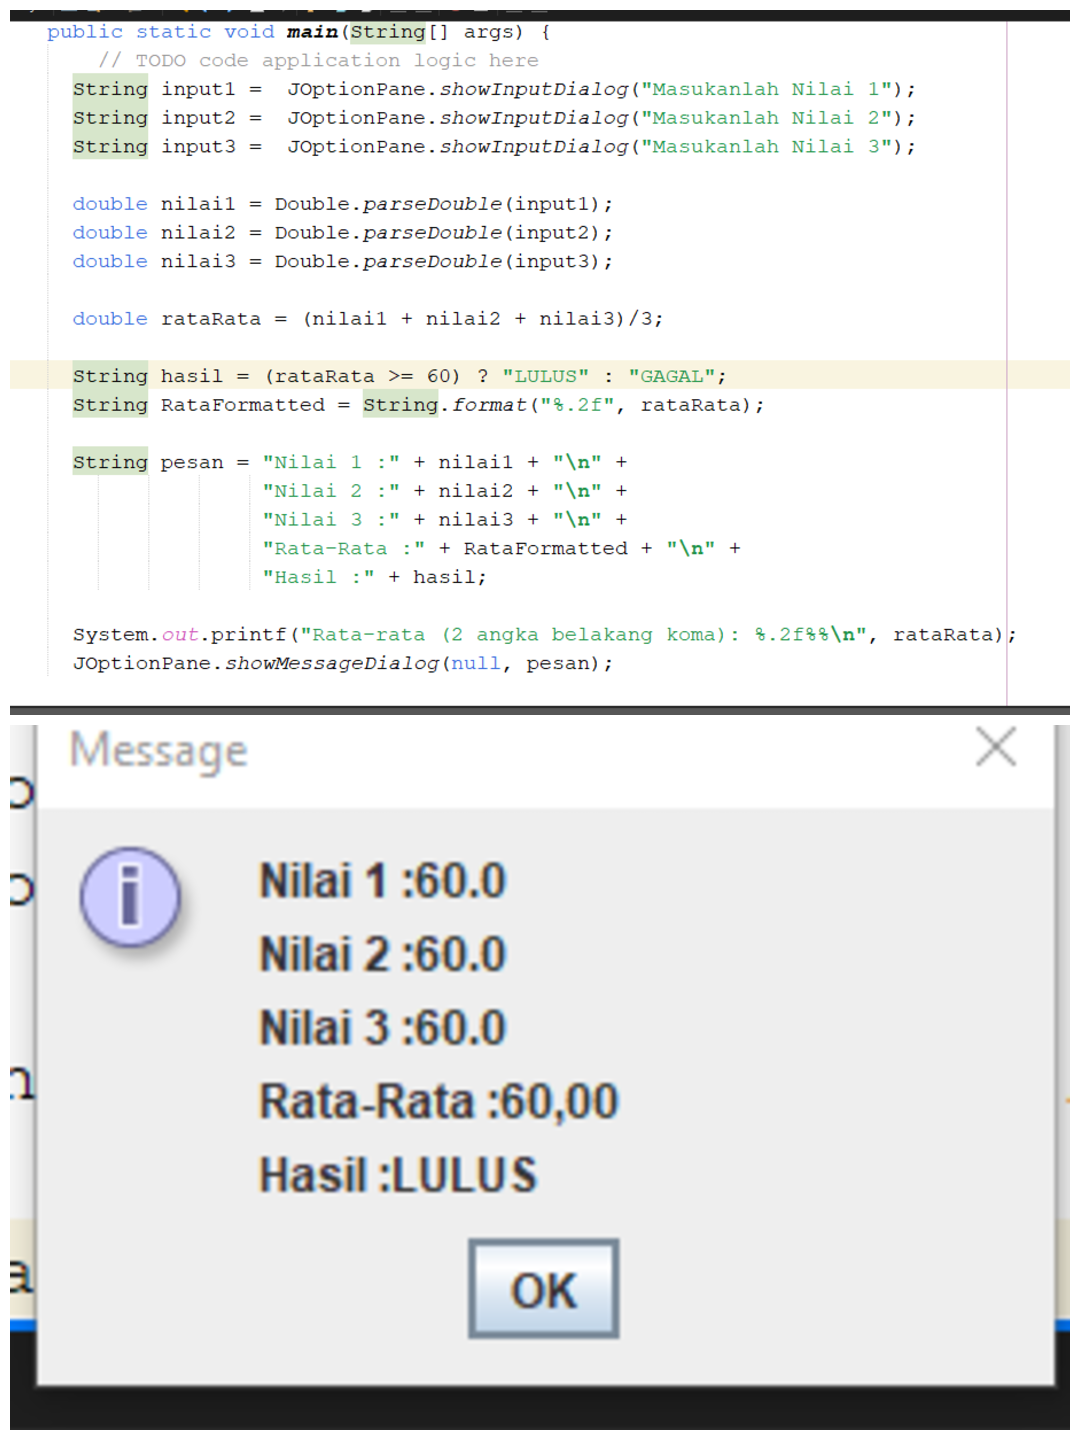 public static void main(String[] args) {
// TODO code application logic here
String input1 =  JOptionPane.showInputDialog("Masukanlah Nilai 1");
String input2 =  JOptionPane.showInputDialog("Masukanlah Nilai 2");
String input3 =  JOptionPane.showInputDialog("Masukanlah Nilai 3");
double nilai1 = Double.parseDouble(input1);
double nilai2 = Double.parseDouble(input2);
double nilai3 = Double.parseDouble(input3);
double rataRata = (nilai1 + nilai2 + nilai3)/3;
String hasil = (rataRata >= 60) ? "LULUS" : "GAGAL";
String RataFormatted = String.format("%.2f", rataRata);
String pesan = "Nilai 1 :" + nilai1 + "\n" +
"Nilai 2 :" + nilai2 + "\n" +
"Nilai 3 :" + nilai3 + "\n" +
"Rata-Rata :" + RataFormatted + "\n" +
"Hasil :" + hasil;
System.out.printf("Rata-rata (2 angka belakang koma): %.2f%%\n", rataRata);
JOptionPane.showMessageDialog(null, pesan);
Message
Nilai 1 :60.0
Nilai 2 :60.0
Nilai 3 :60.0
Rata-Rata :60,00
Hasil :LULUS
OK